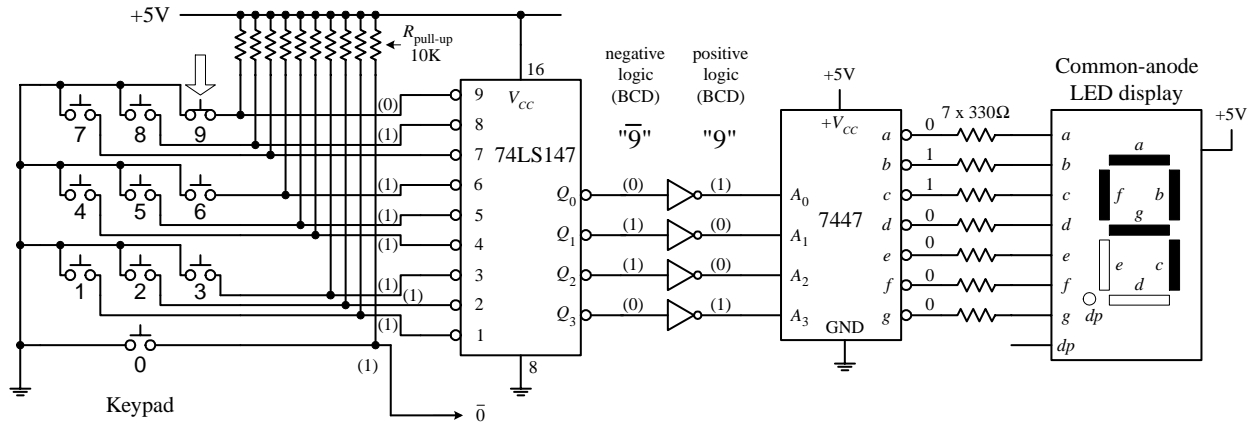 +5V
R pull-up
10K
negative logic (BCD)
positive logic (BCD)
"9̅"
"9"
+5V
Common-anode
LED display
+5V
7 x 330Ω
7 8 9
4 5 6
1 2 3
0
Keypad
0̅
(0)
(1)
(1)
(1)
(1)
(1)
(1)
(1)
(1)
(1)
16
V_CC
74LS147
9
8
7
6
5
4
3
2
1
8
Q0 (0) (1) A0
Q1 (1) (0) A1
Q2 (1) (0) A2
Q3 (0) (1) A3
+V_CC
7447
GND
a 0
b 1
c 1
d 0
e 0
f 0
g 0
a
b
c
d
e
f
g
dp
a
f b
g
e c
d
dp